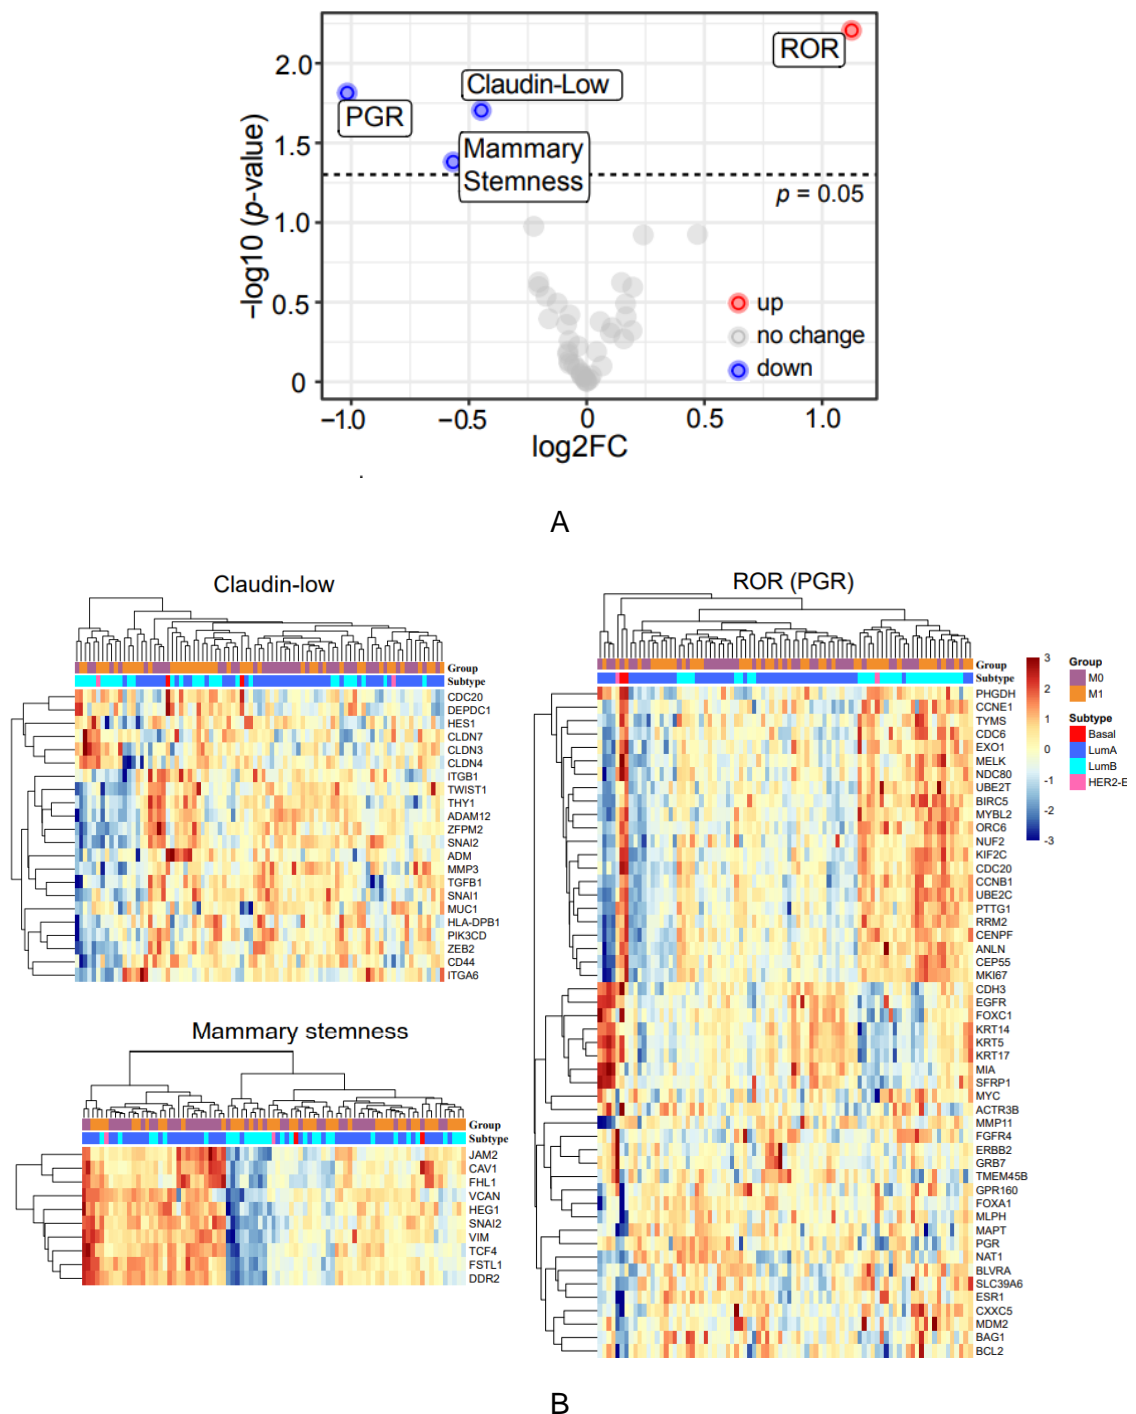 2.0
1.5
1.0
0.5
0
−log10 (p-value)
ROR
Claudin-Low
PGR
Mammary
Stemness
p = 0.05
up
no change
down
−1.0
−0.5
0
0.5
1.0
log2FC
A
Claudin-low
Group
Subtype
CDC20
DEPDC1
HES1
CLDN7
CLDN3
CLDN4
ITGB1
TWIST1
THY1
ADAM12
ZFPM2
SNAI2
ADM
MMP3
TGFB1
SNAI1
MUC1
HLA-DPB1
PIK3CD
ZEB2
CD44
ITGA6
Mammary stemness
Group
Subtype
JAM2
CAV1
FHL1
VCAN
HEG1
SNAI2
VIM
TCF4
FSTL1
DDR2
ROR (PGR)
Group
Subtype
PHGDH
CCNE1
TYMS
CDC6
EXO1
MELK
NDC80
UBE2T
BIRC5
MYBL2
ORC6
NUF2
KIF2C
CDC20
CCNB1
UBE2C
PTTG1
RRM2
CENPF
ANLN
CEP55
MKI67
CDH3
EGFR
FOXC1
KRT14
KRT5
KRT17
MIA
SFRP1
MYC
ACTR3B
MMP11
FGFR4
ERBB2
GRB7
TMEM45B
GPR160
FOXA1
MLPH
MAPT
PGR
NAT1
BLVRA
SLC39A6
ESR1
CXXC5
MDM2
BAG1
BCL2
3
2
1
0
-1
-2
-3
Group
M0
M1
Subtype
Basal
LumA
LumB
HER2-E
B